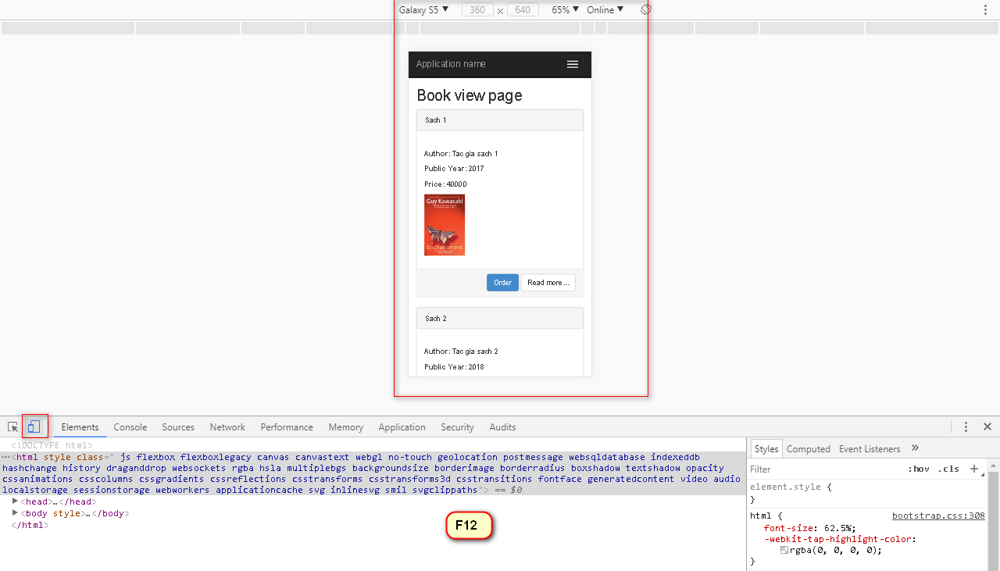 Galaxy S5 ▼ 360 × 640 65% ▼ Online ▼
Application name
Book view page
Sach 1
Author: Tac gia sach 1
Public Year: 2017
Price: 40000
Guy Kawasaki
Enchantment
Order Read more...
Sach 2
Author: Tac gia sach 2
Public Year: 2018
Elements Console Sources Network Performance Memory Application Security Audits
<!DOCTYPE html>
···<html style class=" js flexbox flexboxlegacy canvas canvastext webgl no-touch geolocation postmessage websqldatabase indexeddb
hashchange history draganddrop websockets rgba hsla multiplebgs backgroundsize borderimage borderradius boxshadow textshadow opacity
cssanimations csscolumns cssgradients cssreflections csstransforms csstransforms3d csstransitions fontface generatedcontent video audio
localstorage sessionstorage webworkers applicationcache svg inlinesvg smil svgclippaths"> == $0
▶<head>…</head>
▶<body style>…</body>
</html>
F12
Styles Computed Event Listeners »
Filter :hov .cls +
element.style {
}
html { bootstrap.css:308
font-size: 62.5%;
-webkit-tap-highlight-color:
rgba(0, 0, 0, 0);
}